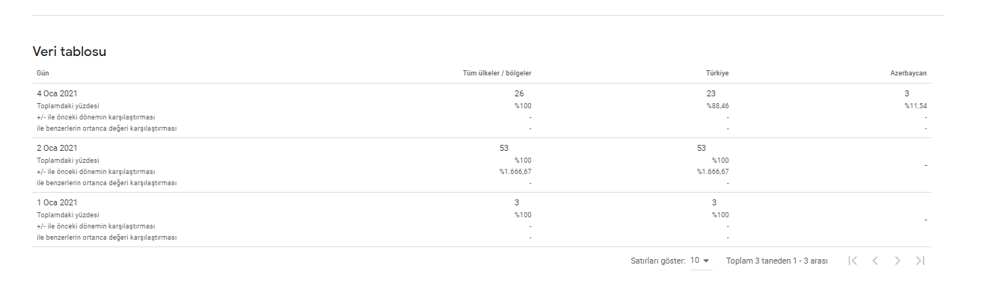 Veri tablosu
Gün Tüm ülkeler / bölgeler Türkiye Azerbaycan
4 Oca 2021 26 23 3
Toplamdaki yüzdesi %100 %88,46 %11,54
+/- ile önceki dönemin karşılaştırması - - -
ile benzerlerin ortanca değeri karşılaştırması - - -
2 Oca 2021 53 53
Toplamdaki yüzdesi %100 %100 -
+/- ile önceki dönemin karşılaştırması %1.666,67 %1.666,67
ile benzerlerin ortanca değeri karşılaştırması - -
1 Oca 2021 3 3
Toplamdaki yüzdesi %100 %100 -
+/- ile önceki dönemin karşılaştırması - -
ile benzerlerin ortanca değeri karşılaştırması - -
Satırları göster: 10 Toplam 3 taneden 1 - 3 arası